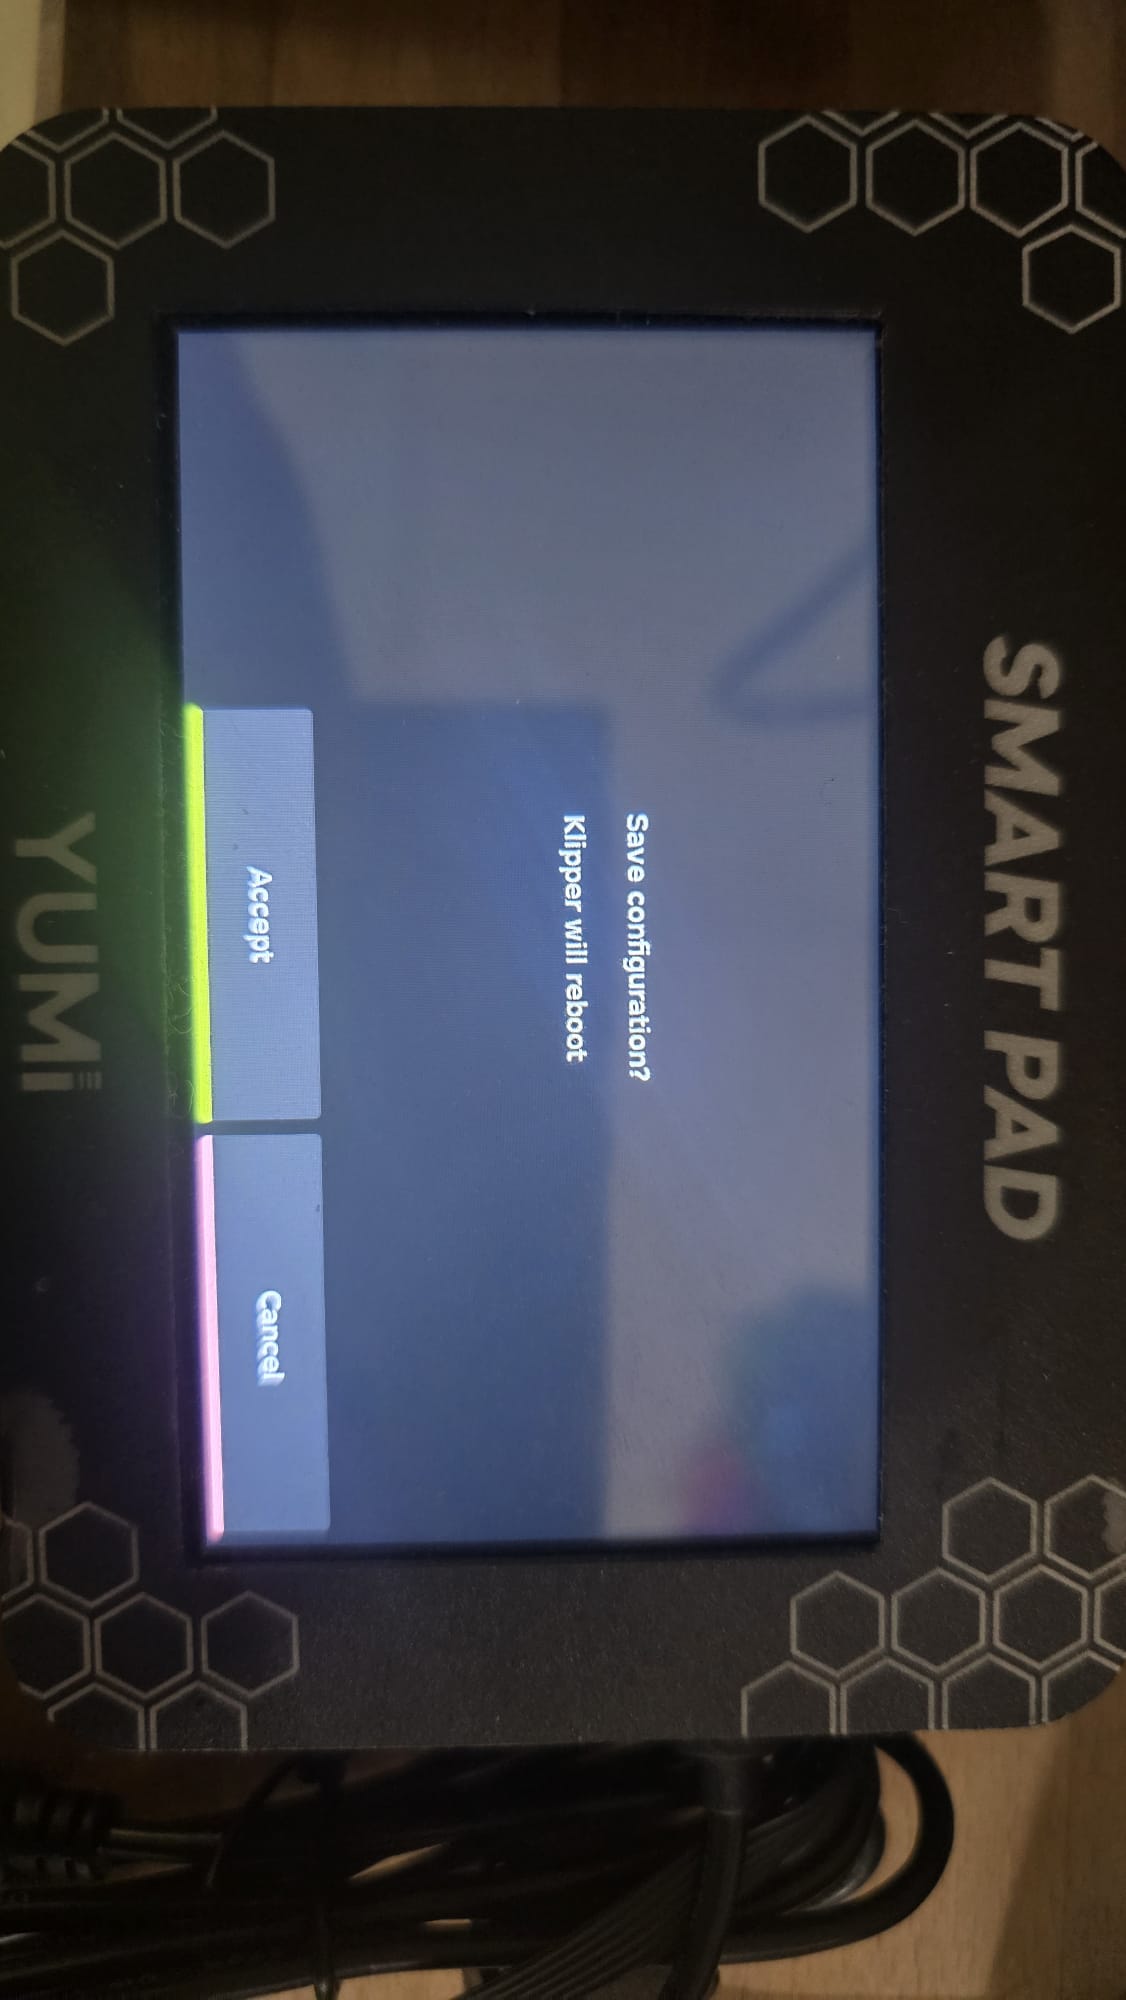 SMART PAD
Save configuration?
Klipper will reboot
Accept
Cancel
YUMi